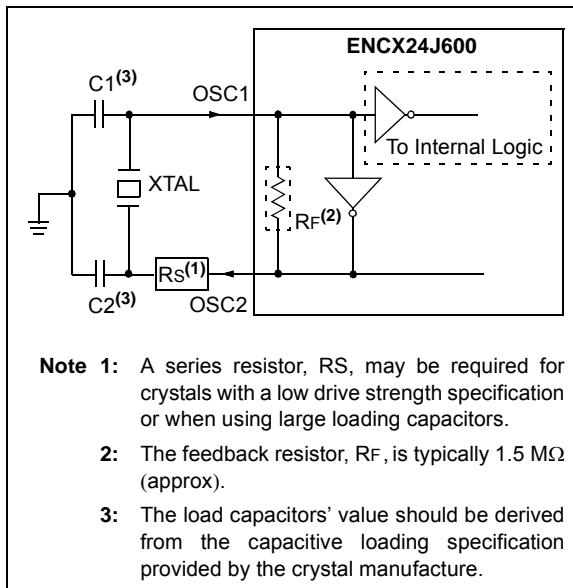 ENCX24J600
C1(3)
OSC1
To Internal Logic
XTAL
RF(2)
RS(1)
C2(3)
OSC2
Note 1: A series resistor, RS, may be required for
crystals with a low drive strength specification
or when using large loading capacitors.
2: The feedback resistor, RF, is typically 1.5 MΩ
(approx).
3: The load capacitors' value should be derived
from the capacitive loading specification
provided by the crystal manufacture.